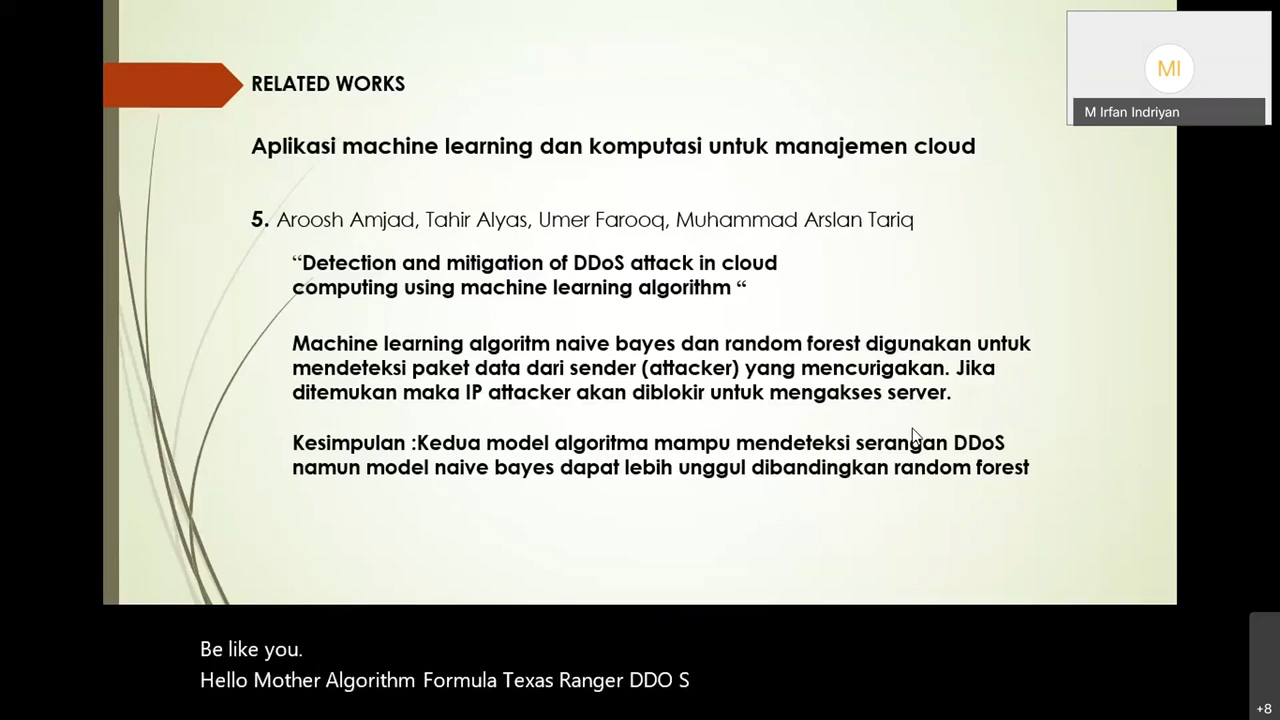 RELATED WORKS
MI
M Irfan Indriyan
Aplikasi machine learning dan komputasi untuk manajemen cloud
5. Aroosh Amjad, Tahir Alyas, Umer Farooq, Muhammad Arslan Tariq
“Detection and mitigation of DDoS attack in cloud
computing using machine learning algorithm “
Machine learning algoritm naive bayes dan random forest digunakan untuk
mendeteksi paket data dari sender (attacker) yang mencurigakan. Jika
ditemukan maka IP attacker akan diblokir untuk mengakses server.
Kesimpulan :Kedua model algoritma mampu mendeteksi serangan DDoS
namun model naive bayes dapat lebih unggul dibandingkan random forest
Be like you.
Hello Mother Algorithm Formula Texas Ranger DDO S
+8